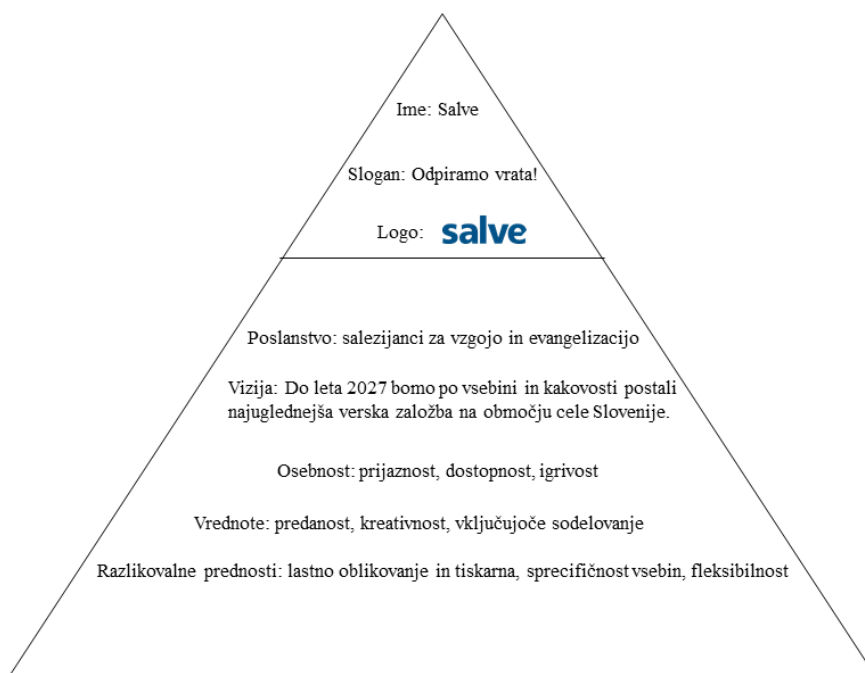 Ime: Salve
Slogan: Odpiramo vrata!
Logo: salve
Poslanstvo: salezijanci za vzgojo in evangelizacijo
Vizija: Do leta 2027 bomo po vsebini in kakovosti postali
najuglednejša verska založba na območju cele Slovenije.
Osebnost: prijaznost, dostopnost, igrivost
Vrednote: predanost, kreativnost, vključujoče sodelovanje
Razlikovalne prednosti: lastno oblikovanje in tiskarna, sprecifičnost vsebin, fleksibilnost